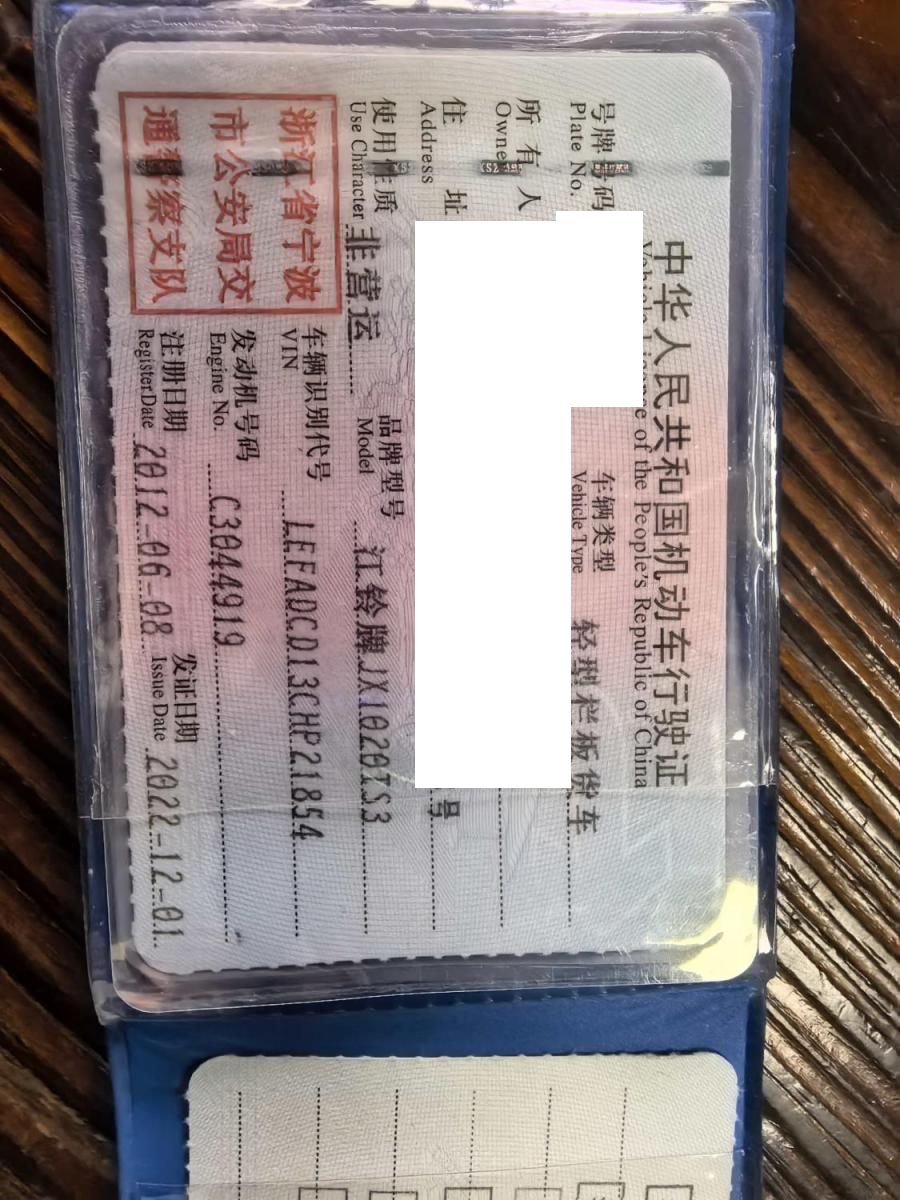 中华人民共和国机动车行驶证
Vehicle License of the People's Republic of China
号牌号码
Plate No.
车辆类型
Vehicle Type
轻型栏板货车
所有人
Owner
住址
Address
号
使用性质
Use Character
非营运
品牌型号
Model
江铃牌JX1020TS3
浙江省宁波
市公安局交
通警察支队
车辆识别代号
VIN
LEFADCD13CHP21854
发动机号码
Engine No.
C3044919
注册日期
Register Date
2012-06-08
发证日期
Issue Date
2022-12-01